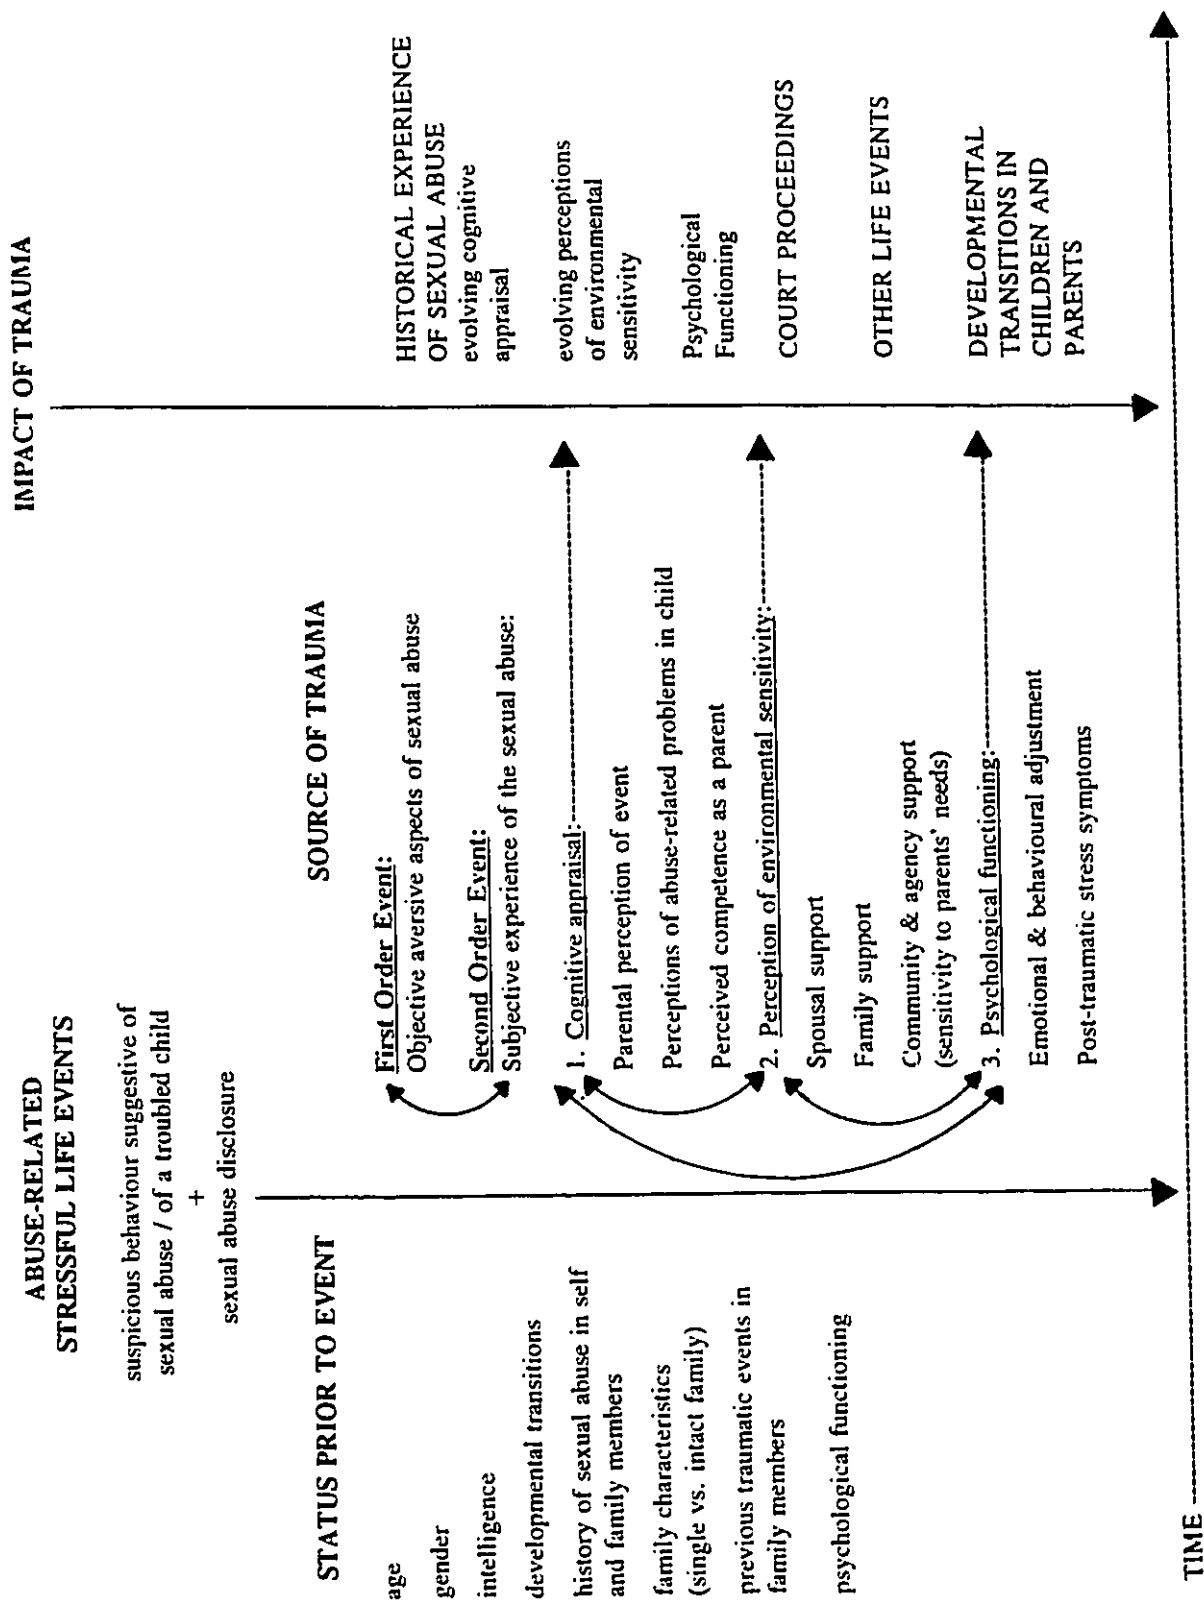 ABUSE-RELATED
STRESSFUL LIFE EVENTS
suspicious behaviour suggestive of
sexual abuse / of a troubled child
+
sexual abuse disclosure
STATUS PRIOR TO EVENT
age
gender
intelligence
developmental transitions
history of sexual abuse in self
and family members
family characteristics
(single vs. intact family)
previous traumatic events in
family members
psychological functioning
SOURCE OF TRAUMA
First Order Event:
Objective aversive aspects of sexual abuse
Second Order Event:
Subjective experience of the sexual abuse:
1. Cognitive appraisal:
Parental perception of event
Perceptions of abuse-related problems in child
Perceived competence as a parent
2. Perception of environmental sensitivity:
Spousal support
Family support
Community & agency support
(sensitivity to parents' needs)
3. Psychological functioning:
Emotional & behavioural adjustment
Post-traumatic stress symptoms
IMPACT OF TRAUMA
HISTORICAL EXPERIENCE
OF SEXUAL ABUSE
evolving cognitive
appraisal
evolving perceptions
of environmental
sensitivity
Psychological
Functioning
COURT PROCEEDINGS
OTHER LIFE EVENTS
DEVELOPMENTAL
TRANSITIONS IN
CHILDREN AND
PARENTS
TIME